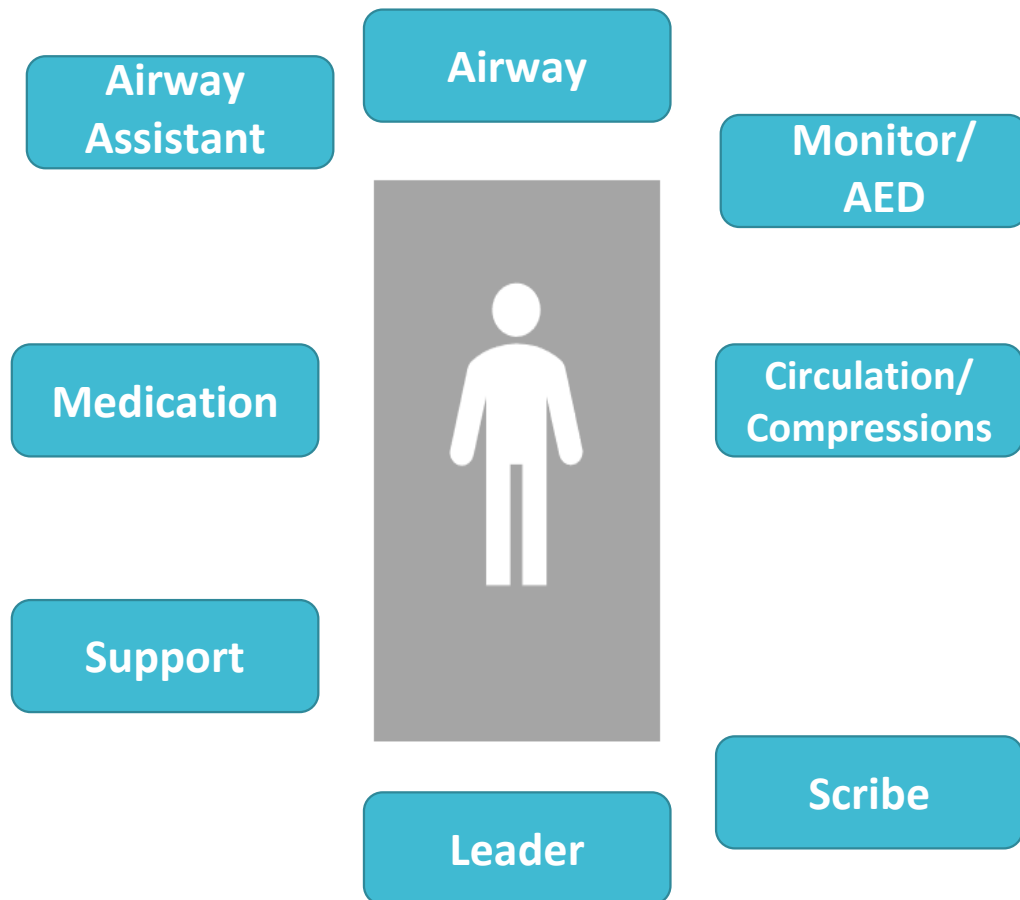 Airway
Airway
Assistant
Monitor/
AED
Medication
Circulation/
Compressions
Support
Scribe
Leader